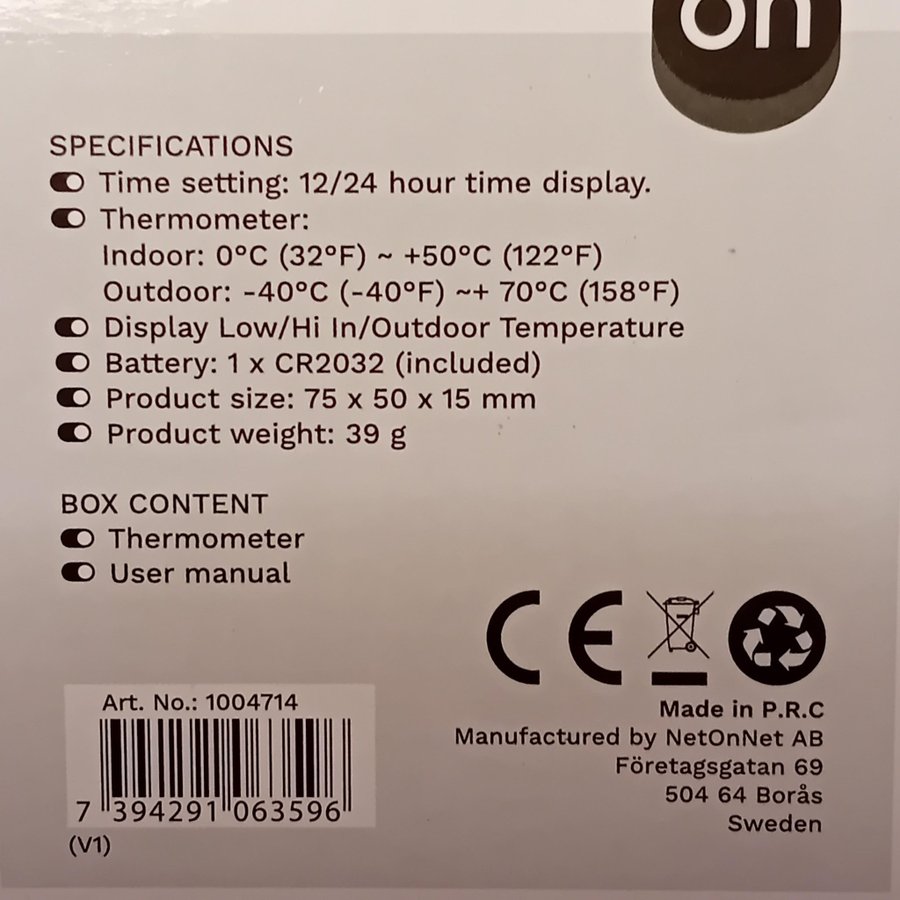 on
SPECIFICATIONS
Time setting: 12/24 hour time display.
Thermometer:
Indoor: 0°C (32°F) ~ +50°C (122°F)
Outdoor: -40°C (-40°F) ~+ 70°C (158°F)
Display Low/Hi In/Outdoor Temperature
Battery: 1 x CR2032 (included)
Product size: 75 x 50 x 15 mm
Product weight: 39 g
BOX CONTENT
Thermometer
User manual
CE
Art. No.: 1004714
7 394291 063596
(V1)
Made in P.R.C
Manufactured by NetOnNet AB
Företagsgatan 69
504 64 Borås
Sweden